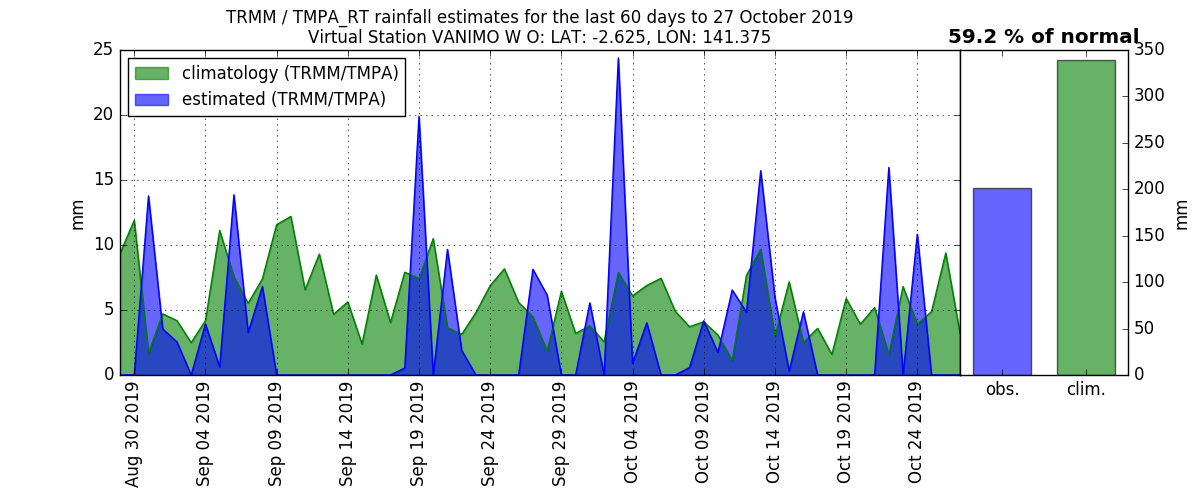 TRMM / TMPA_RT rainfall estimates for the last 60 days to 27 October 2019
Virtual Station VANIMO W O: LAT: -2.625, LON: 141.375
59.2 % of normal
climatology (TRMM/TMPA)
estimated (TRMM/TMPA)
25
20
15
10
5
0
mm
350
300
250
200
150
100
50
0
mm
Aug 30 2019
Sep 04 2019
Sep 09 2019
Sep 14 2019
Sep 19 2019
Sep 24 2019
Sep 29 2019
Oct 04 2019
Oct 09 2019
Oct 14 2019
Oct 19 2019
Oct 24 2019
obs.
clim.